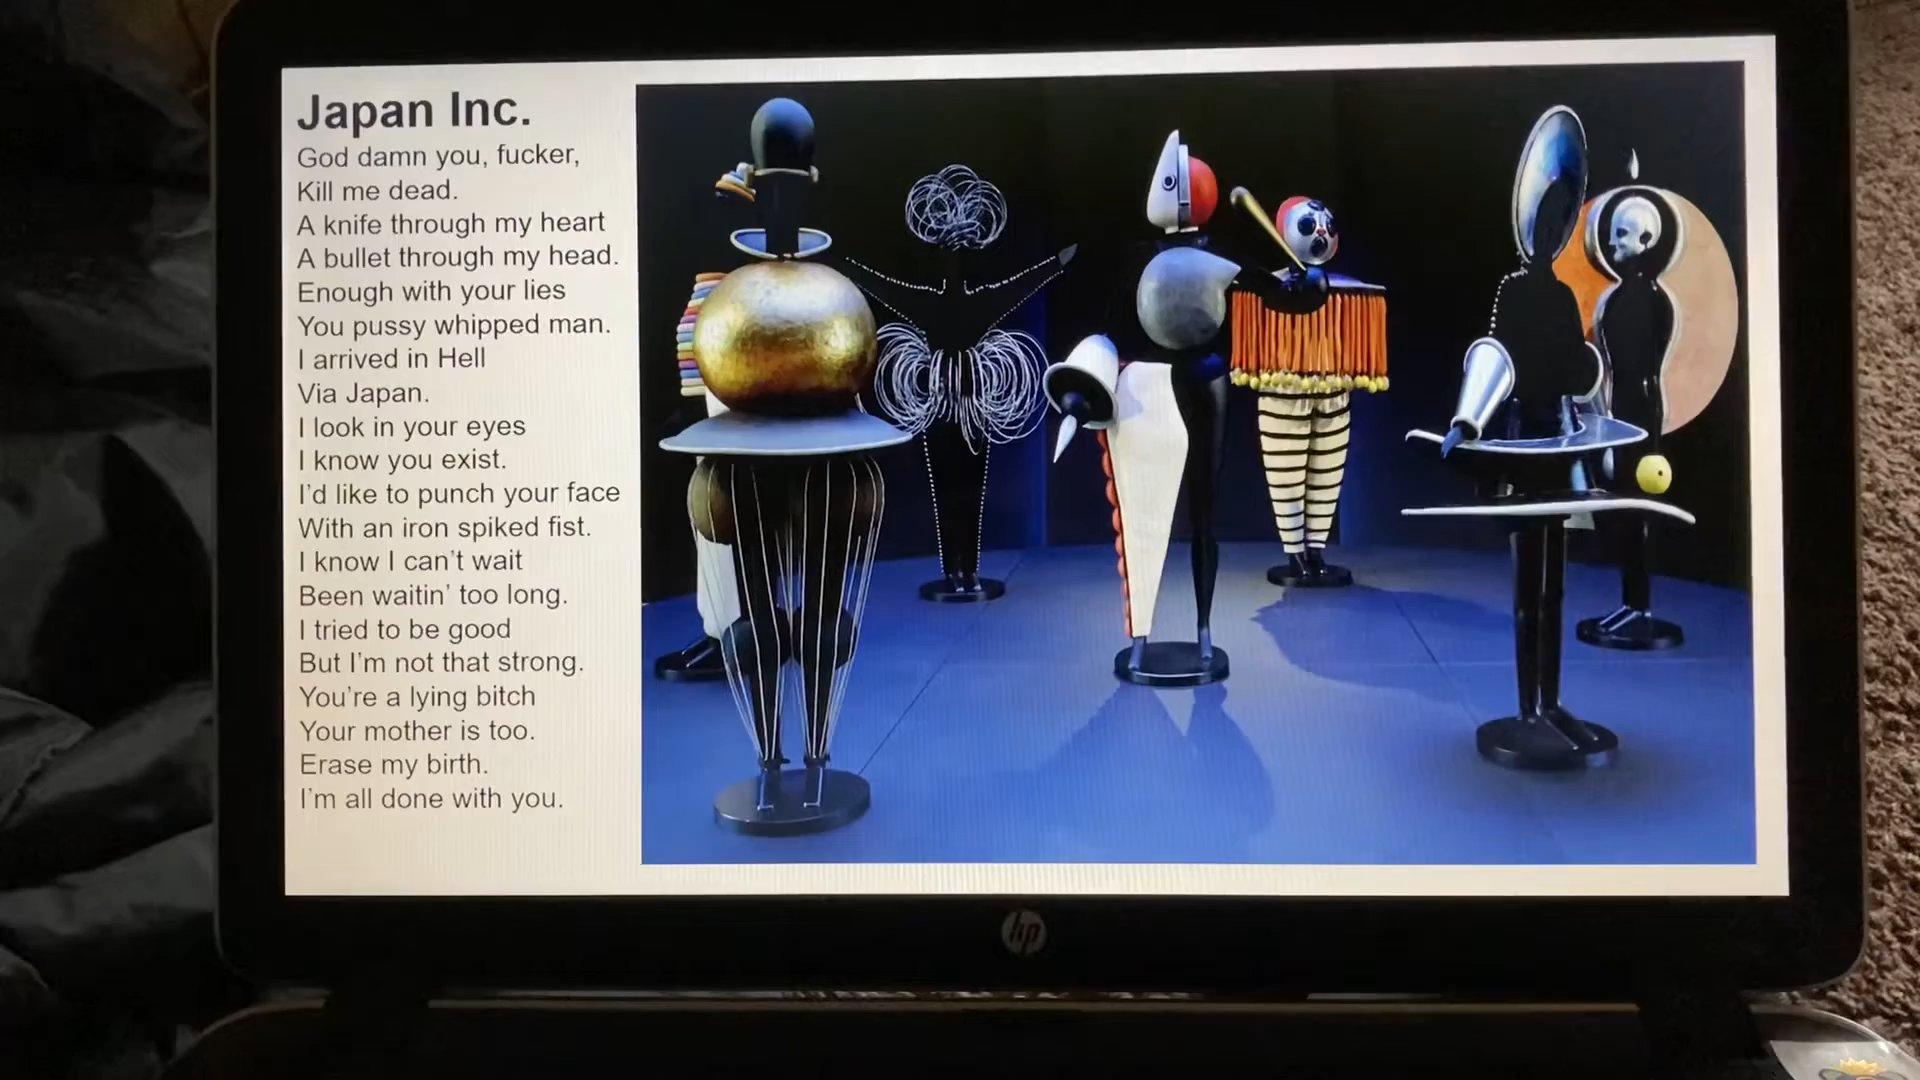 Japan Inc.
God damn you, fucker,
Kill me dead.
A knife through my heart
A bullet through my head.
Enough with your lies
You pussy whipped man.
I arrived in Hell
Via Japan.
I look in your eyes
I know you exist.
I'd like to punch your face
With an iron spiked fist.
I know I can't wait
Been waitin' too long.
I tried to be good
But I'm not that strong.
You're a lying bitch
Your mother is too.
Erase my birth.
I'm all done with you.
hp